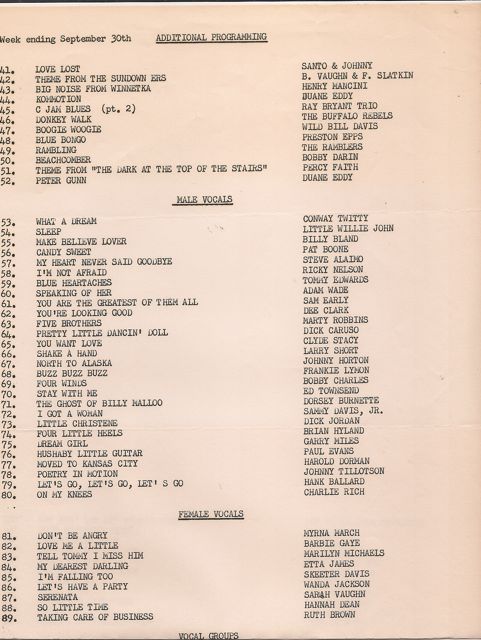 Week ending September 30th ADDITIONAL PROGRAMMING
41. LOVE LOST SANTO & JOHNNY
42. THEME FROM THE SUNDOWN ERS B. VAUGHN & F. SLATKIN
43. BIG NOISE FROM WINNETKA HENRY MANCINI
44. KOMMOTION DUANE EDDY
45. C JAM BLUES (pt. 2) RAY BRYANT TRIO
46. DONKEY WALK THE BUFFALO REBELS
47. BOOGIE WOOGIE WILD BILL DAVIS
48. BLUE BONGO PRESTON EPPS
49. RAMBLING THE RAMBLERS
50. BEACHCOMBER BOBBY DARIN
51. THEME FROM "THE DARK AT THE TOP OF THE STAIRS" PERCY FAITH
52. PETER GUNN DUANE EDDY
MALE VOCALS
53. WHAT A DREAM CONWAY TWITTY
54. SLEEP LITTLE WILLIE JOHN
55. MAKE BELIEVE LOVER BILLY BLAND
56. CANDY SWEET PAT BOONE
57. MY HEART NEVER SAID GOODBYE STEVE ALAIMO
58. I'M NOT AFRAID RICKY NELSON
59. BLUE HEARTACHES TOMMY EDWARDS
60. SPEAKING OF HER ADAM WADE
61. YOU ARE THE GREATEST OF THEM ALL SAM EARLY
62. YOU'RE LOOKING GOOD DEE CLARK
63. FIVE BROTHERS MARTY ROBBINS
64. PRETTY LITTLE DANCIN' DOLL DICK CARUSO
65. YOU WANT LOVE CLYDE STACY
66. SHAKE A HAND LARRY SHORT
67. NORTH TO ALASKA JOHNNY HORTON
68. BUZZ BUZZ BUZZ FRANKIE LYMON
69. FOUR WINDS BOBBY CHARLES
70. STAY WITH ME ED TOWNSEND
71. THE GHOST OF BILLY MALLOO DORSEY BURNETTE
72. I GOT A WOMAN SAMMY DAVIS, JR.
73. LITTLE CHRISTENE DICK JORDAN
74. FOUR LITTLE HEELS BRIAN HYLAND
75. DREAM GIRL GARRY MILES
76. HUSHABY LITTLE GUITAR PAUL EVANS
77. MOVED TO KANSAS CITY HAROLD DORMAN
78. POETRY IN MOTION JOHNNY TILLOTSON
79. LET'S GO, LET'S GO, LET' S GO HANK BALLARD
80. ON MY KNEES CHARLIE RICH
FEMALE VOCALS
81. DON'T BE ANGRY MYRNA MARCH
82. LOVE ME A LITTLE BARBIE GAYE
83. TELL TOMMY I MISS HIM MARILYN MICHAELS
84. MY DEAREST DARLING ETTA JAMES
85. I'M FALLING TOO SKEETER DAVIS
86. LET'S HAVE A PARTY WANDA JACKSON
87. SERENATA SARAH VAUGHN
88. SO LITTLE TIME HANNAH DEAN
89. TAKING CARE OF BUSINESS RUTH BROWN
VOCAL GROUPS